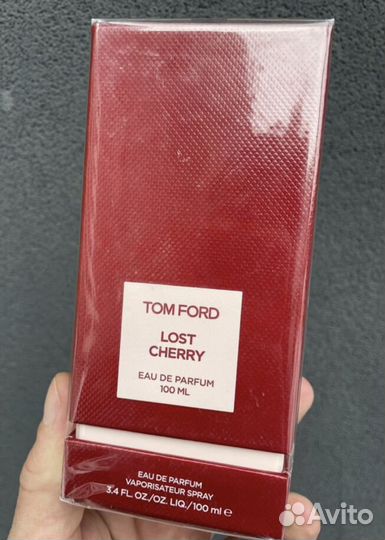 TOM FORD
LOST
CHERRY
EAU DE PARFUM
100 ML
EAU DE PARFUM
VAPORISATEUR SPRAY
3.4 FL. OZ./OZ. LIQ./100 ml ℮
Avito